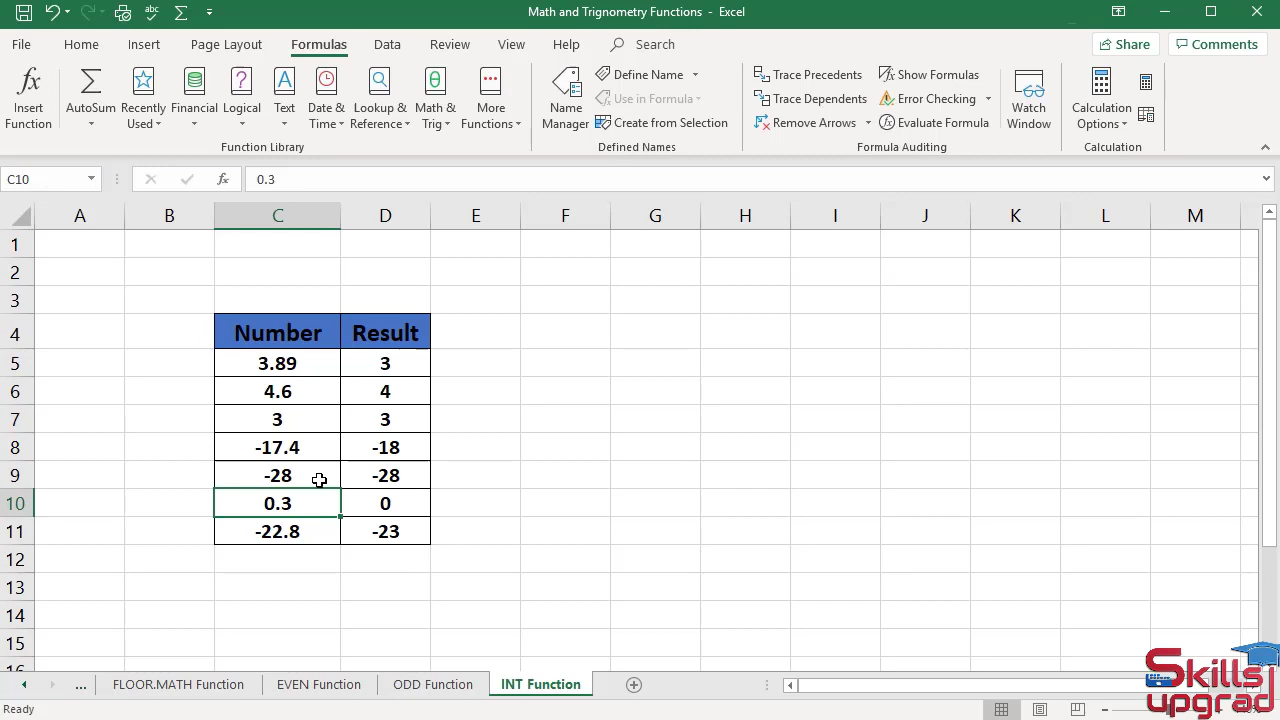 Math and Trignometry Functions - Excel
File Home Insert Page Layout Formulas Data Review View Help Search Share Comments
Insert Function
AutoSum
Recently Used
Financial
Logical
Text
Date & Time
Lookup & Reference
Math & Trig
More Functions
Function Library
Name Manager
Define Name
Use in Formula
Create from Selection
Defined Names
Trace Precedents
Trace Dependents
Remove Arrows
Show Formulas
Error Checking
Evaluate Formula
Formula Auditing
Watch Window
Calculation Options
Calculation
C10 fx 0.3
A B C D E F G H I J K L M
1
2
3
4 Number Result
5 3.89 3
6 4.6 4
7 3 3
8 -17.4 -18
9 -28 -28
10 0.3 0
11 -22.8 -23
12
13
14
15
16
... FLOOR.MATH Function EVEN Function ODD Func INT Function
Ready
Skills
upgrad